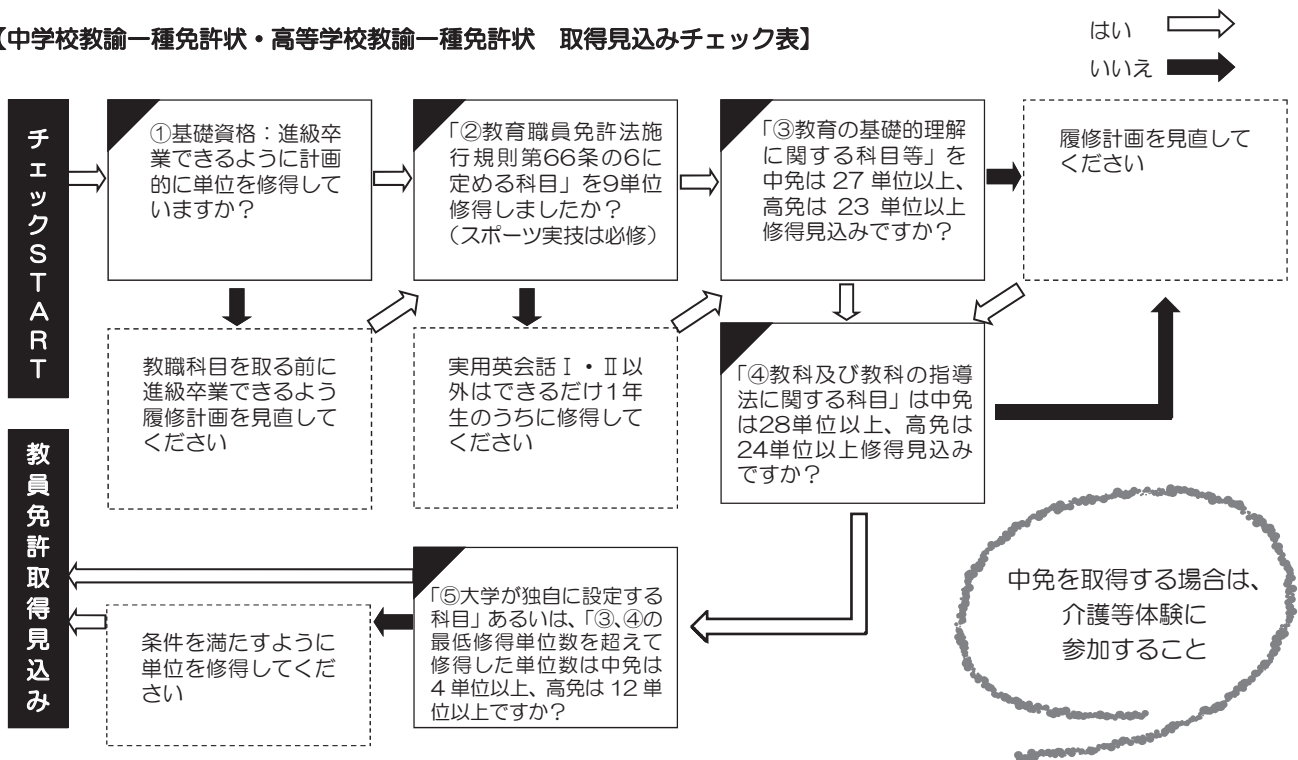 【中学校教諭一種免許状・高等学校教諭一種免許状 取得見込みチェック表】
はい
いいえ
チェックSTART
①基礎資格：進級卒
業できるように計画
的に単位を修得して
いますか？
「②教育職員免許法施
行規則第66条の6に
定める科目」を9単位
修得しましたか？
（スポーツ実技は必修）
「③教育の基礎的理解
に関する科目等」を
中免は 27 単位以上、
高免は 23 単位以上
修得見込みですか？
履修計画を見直して
ください
教職科目を取る前に
進級卒業できるよう
履修計画を見直して
ください
実用英会話Ⅰ・Ⅱ以
外はできるだけ1年
生のうちに修得して
ください
「④教科及び教科の指導
法に関する科目」は中免
は28単位以上、高免は
24単位以上修得見込み
ですか？
教員免許取得見込み
条件を満たすように
単位を修得してくだ
さい
「⑤大学が独自に設定する
科目」あるいは、「③、④の
最低修得単位数を超えて
修得した単位数は中免は
4 単位以上、高免は 12 単
位以上ですか？
中免を取得する場合は、
介護等体験に
参加すること